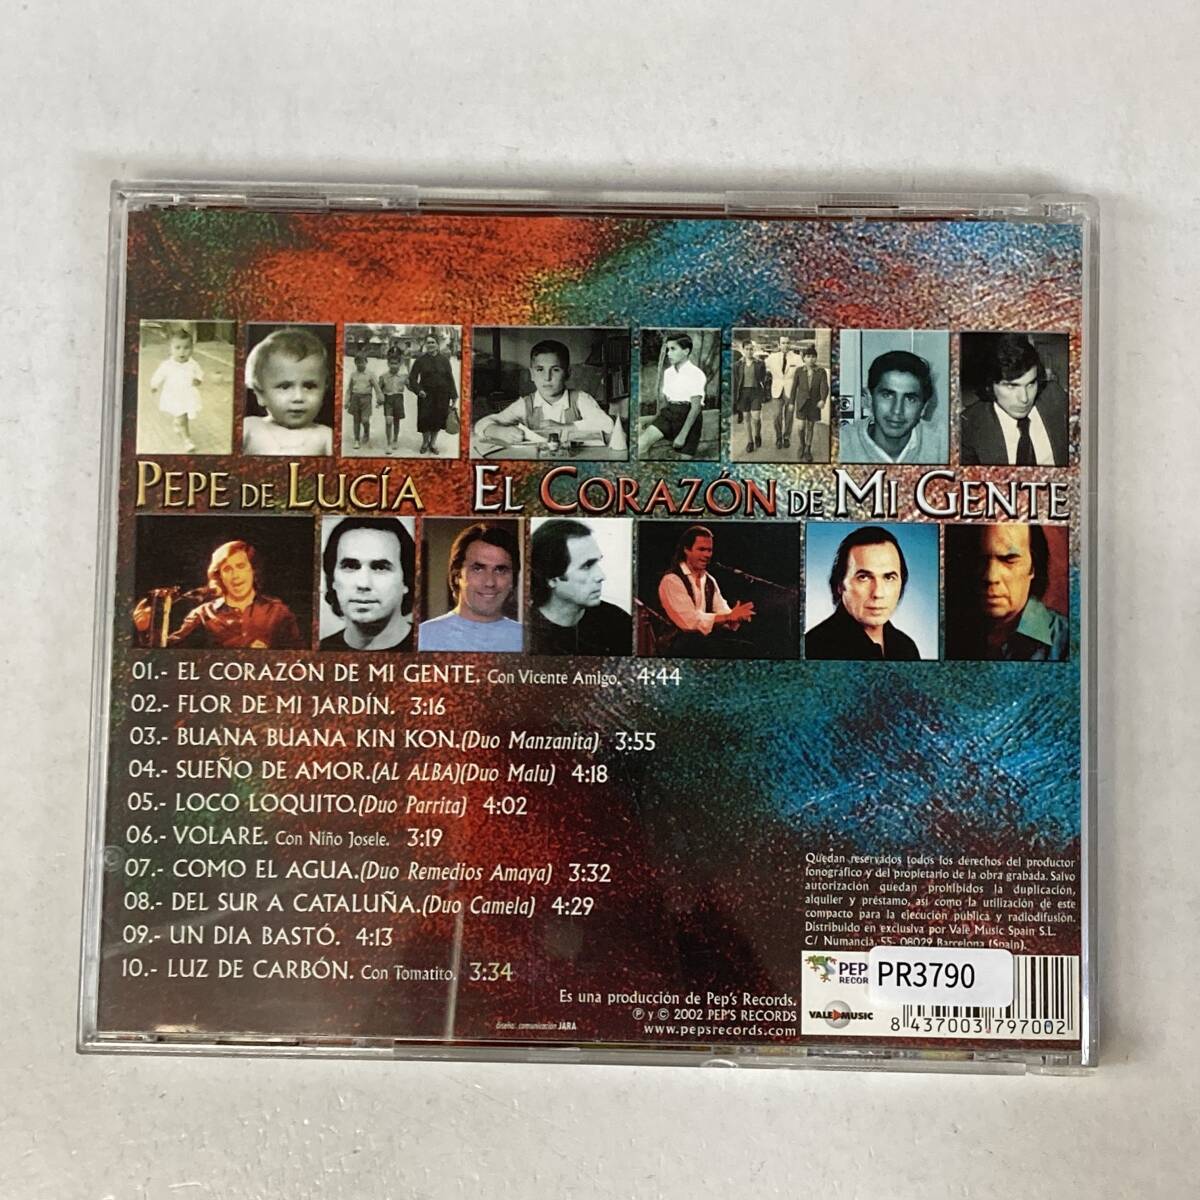 PEPE DE LUCÍA EL CORAZÓN DE MI GENTE
01.- EL CORAZÓN DE MI GENTE. Con Vicente Amigo. 4:44
02.- FLOR DE MI JARDÍN. 3:16
03.- BUANA BUANA KIN KON.(Duo Manzanita) 3:55
04.- SUEÑO DE AMOR.(AL ALBA)(Duo Malu) 4:18
05.- LOCO LOQUITO.(Duo Parrita) 4:02
06.- VOLARE. Con Niño Josele. 3:19
07.- COMO EL AGUA.(Duo Remedios Amaya) 3:32
08.- DEL SUR A CATALUÑA.(Duo Camela) 4:29
09.- UN DIA BASTÓ. 4:13
10.- LUZ DE CARBÓN. Con Tomatito. 3:34
Quedan reservados todos los derechos del productor
fonográfico y del propietario de la obra grabada. Salvo
autorización quedan prohibidos la duplicación,
alquiler y préstamo, así como la utilización de este
compacto para la ejecución pública y radiodifusión.
Distribuido en exclusiva por Vale Music Spain S.L.
C/ Numancia, 55. 08029 Barcelona (Spain).
Es una producción de Pep's Records.
℗ y © 2002 PEP'S RECORDS
www.pepsrecords.com
diseño: comunicación JARA
PEP
RECOR
PR3790
VALE MUSIC
8 437003 797002